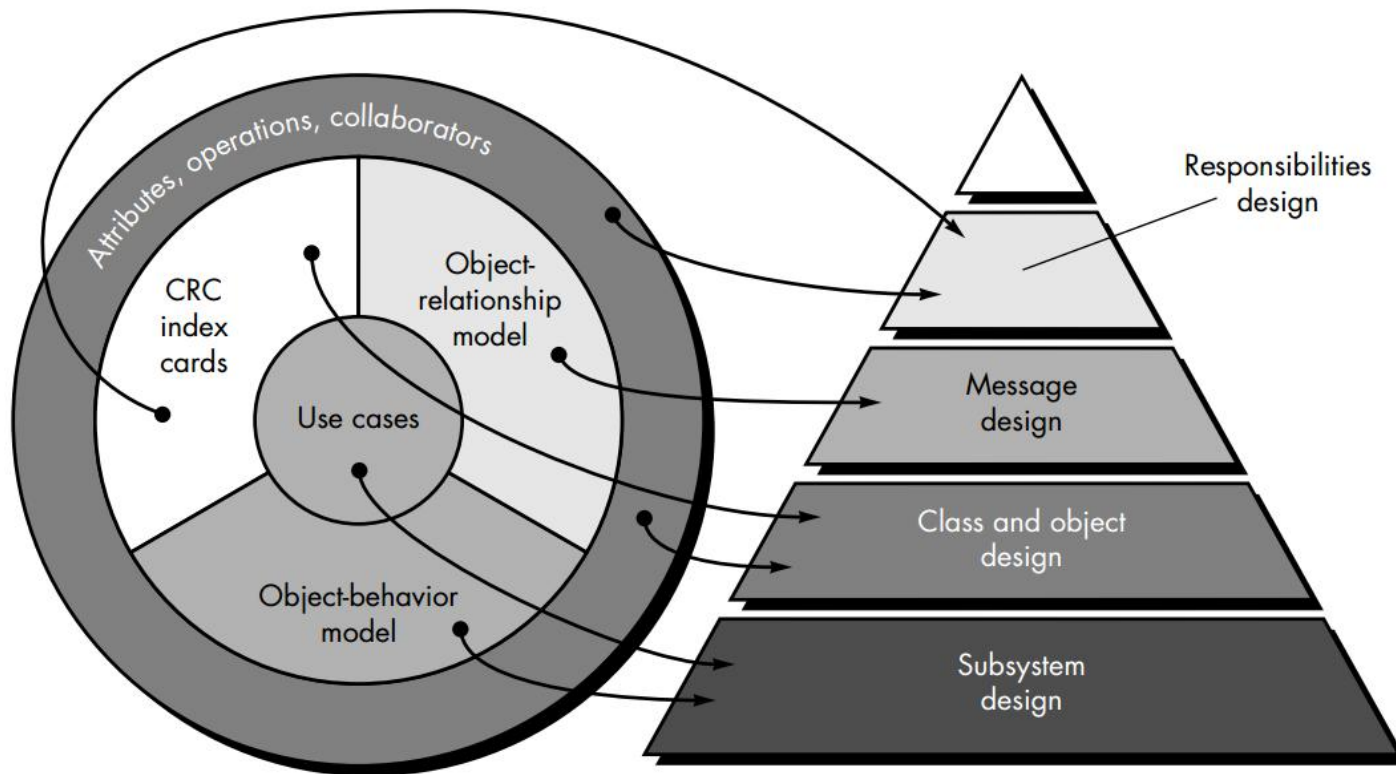 Attributes, operations, collaborators
CRC
index
cards
Object-
relationship
model
Use cases
Object-behavior
model
Responsibilities
design
Message
design
Class and object
design
Subsystem
design